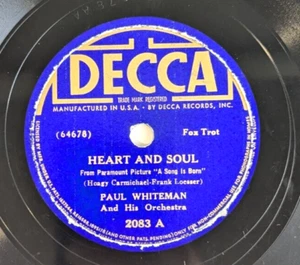 DECCA
TRADE MARK REGISTERED
MANUFACTURED IN U.S.A. - BY DECCA RECORDS, INC.
(64678) Fox Trot
HEART AND SOUL
From Paramount Picture "A Song is Born"
(Hoagy Carmichael-Frank Loesser)
PAUL WHITEMAN
And His Orchestra
2083 A